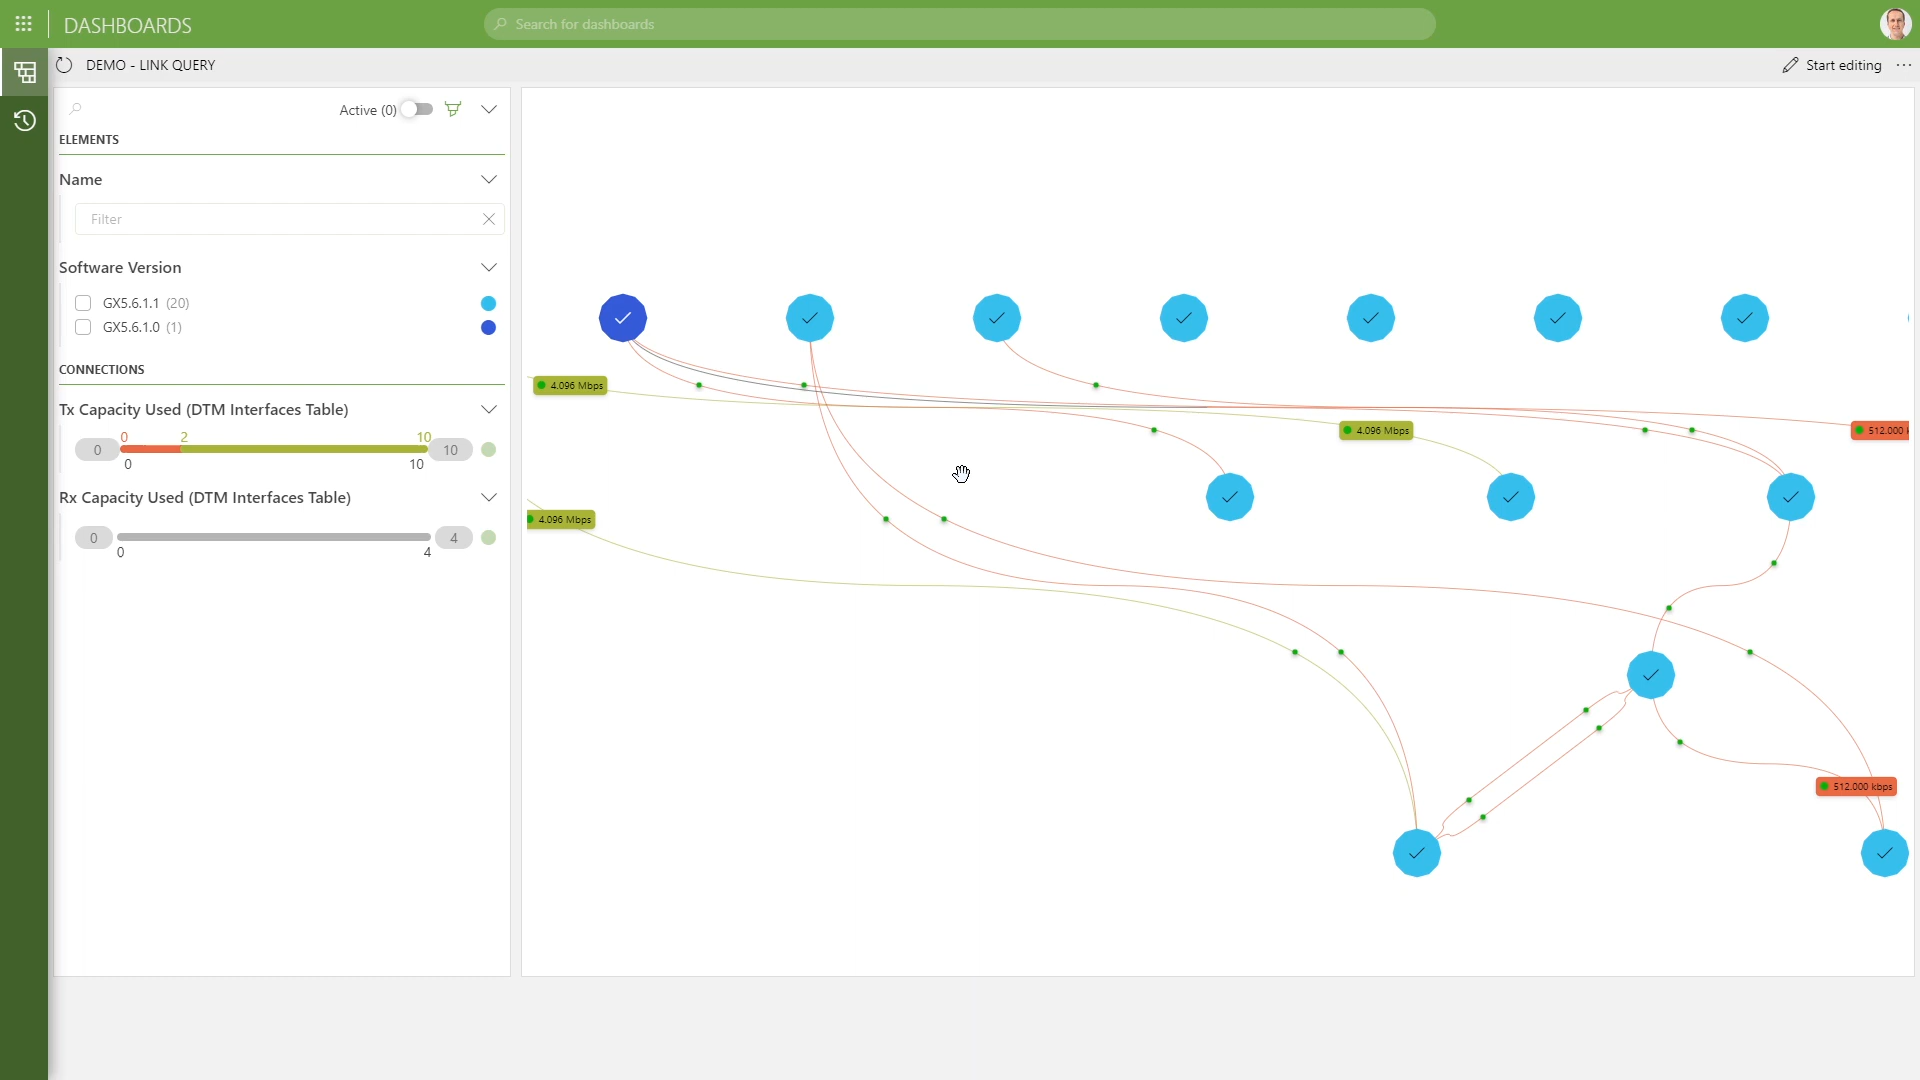 DASHBOARDS
Search for dashboards
DEMO - LINK QUERY
Start editing
Active (0)
ELEMENTS
Name
Filter
Software Version
GX5.6.1.1 (20)
GX5.6.1.0 (1)
CONNECTIONS
Tx Capacity Used (DTM Interfaces Table)
0 2 10
0 10
0 10
Rx Capacity Used (DTM Interfaces Table)
0 4
0 4
4.096 Mbps
4.096 Mbps
512.000 k
4.096 Mbps
512.000 kbps